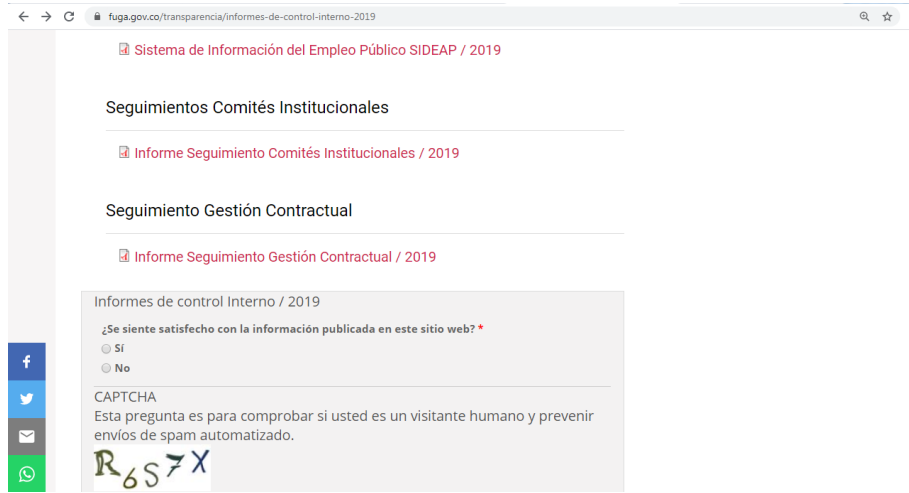 fuga.gov.co/transparencia/informes-de-control-interno-2019
Sistema de Información del Empleo Público SIDEAP / 2019
Seguimientos Comités Institucionales
Informe Seguimiento Comités Institucionales / 2019
Seguimiento Gestión Contractual
Informe Seguimiento Gestión Contractual / 2019
Informes de control Interno / 2019
¿Se siente satisfecho con la información publicada en este sitio web? *
Sí
No
CAPTCHA
Esta pregunta es para comprobar si usted es un visitante humano y prevenir
envíos de spam automatizado.
R6S7X